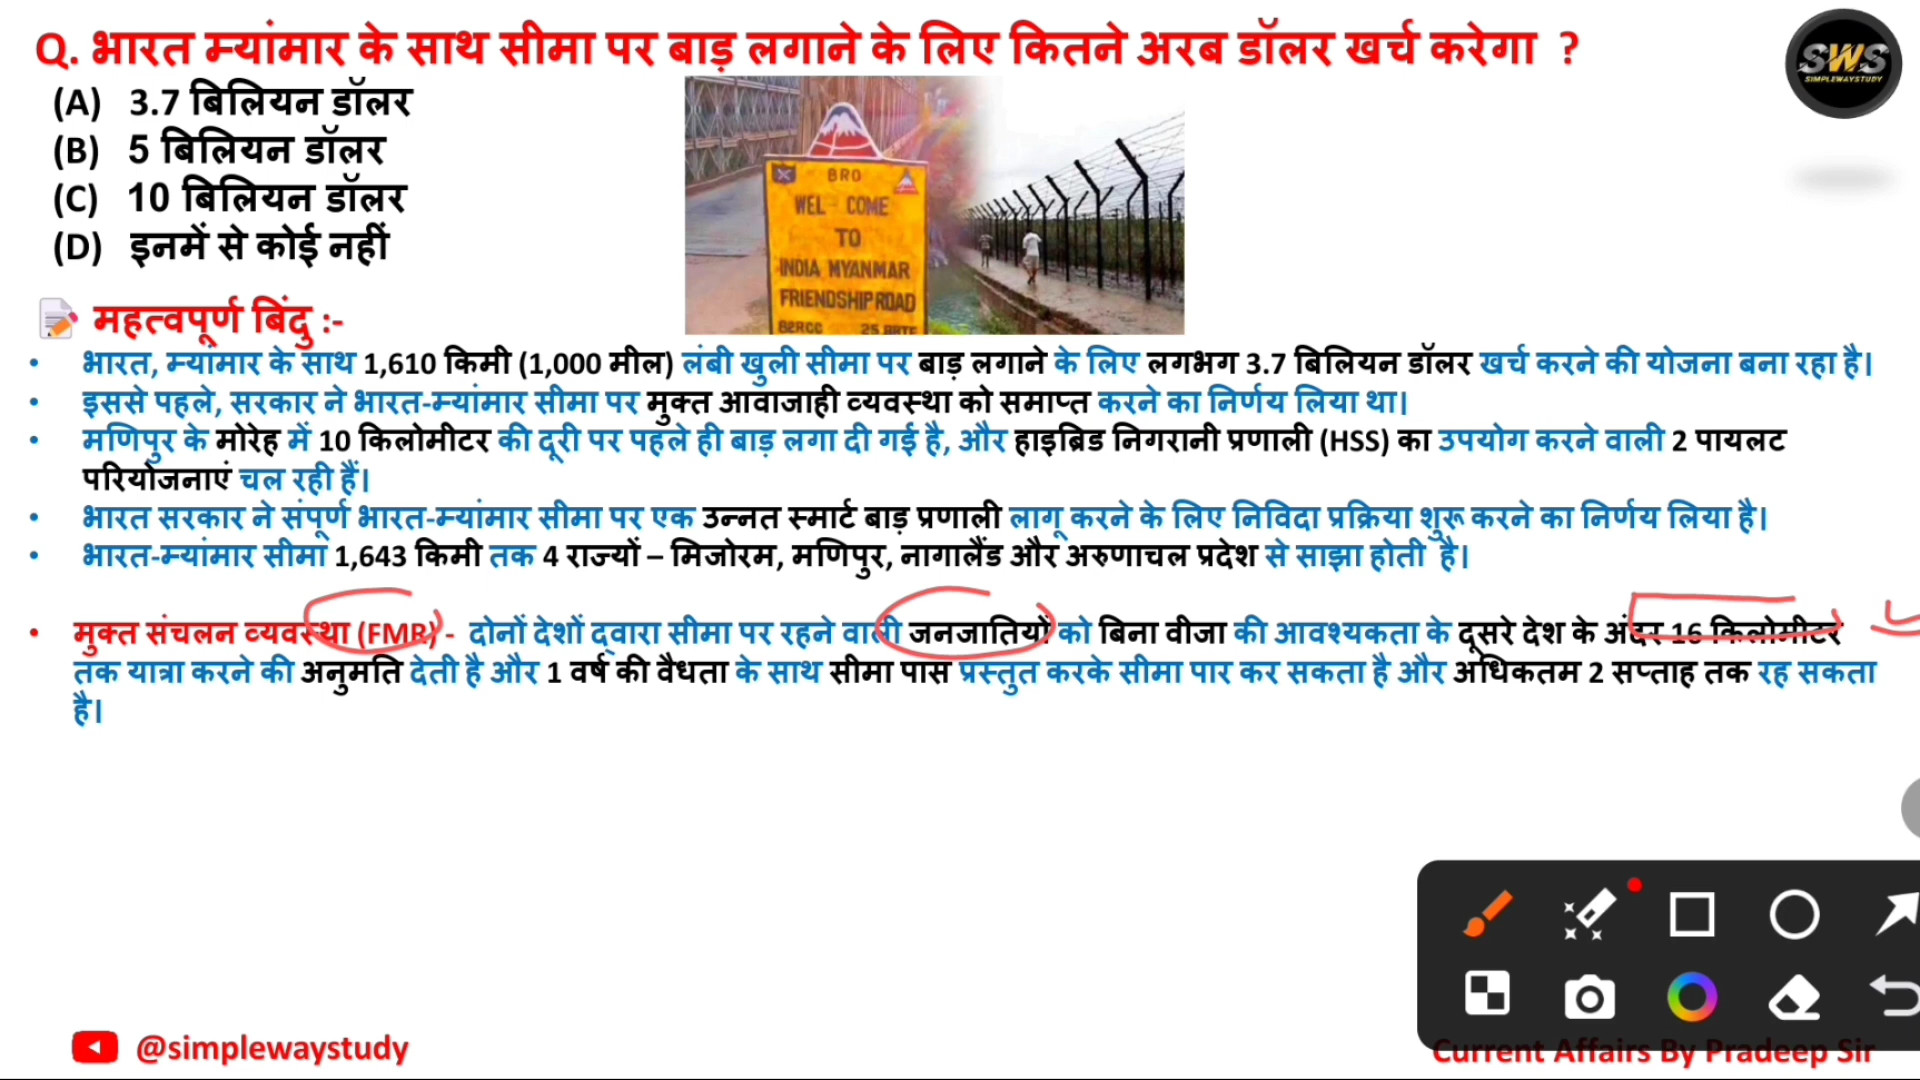 Q. भारत म्यांमार के साथ सीमा पर बाड़ लगाने के लिए कितने अरब डॉलर खर्च करेगा ?
SWS
SIMPLEWAYSTUDY
(A) 3.7 बिलियन डॉलर
(B) 5 बिलियन डॉलर
(C) 10 बिलियन डॉलर
(D) इनमें से कोई नहीं
BRO
WEL-COME
TO
INDIA MYANMAR
FRIENDSHIP ROAD
82RCC 25 BRTF
महत्वपूर्ण बिंदु :-
• भारत, म्यांमार के साथ 1,610 किमी (1,000 मील) लंबी खुली सीमा पर बाड़ लगाने के लिए लगभग 3.7 बिलियन डॉलर खर्च करने की योजना बना रहा है।
• इससे पहले, सरकार ने भारत-म्यांमार सीमा पर मुक्त आवाजाही व्यवस्था को समाप्त करने का निर्णय लिया था।
• मणिपुर के मोरेह में 10 किलोमीटर की दूरी पर पहले ही बाड़ लगा दी गई है, और हाइब्रिड निगरानी प्रणाली (HSS) का उपयोग करने वाली 2 पायलट
परियोजनाएं चल रही हैं।
• भारत सरकार ने संपूर्ण भारत-म्यांमार सीमा पर एक उन्नत स्मार्ट बाड़ प्रणाली लागू करने के लिए निविदा प्रक्रिया शुरू करने का निर्णय लिया है।
• भारत-म्यांमार सीमा 1,643 किमी तक 4 राज्यों – मिजोरम, मणिपुर, नागालैंड और अरुणाचल प्रदेश से साझा होती है।
• मुक्त संचलन व्यवस्था (FMR) - दोनों देशों द्वारा सीमा पर रहने वाली जनजातियों को बिना वीजा की आवश्यकता के दूसरे देश के अंदर 16 किलोमीटर
तक यात्रा करने की अनुमति देती है और 1 वर्ष की वैधता के साथ सीमा पास प्रस्तुत करके सीमा पार कर सकता है और अधिकतम 2 सप्ताह तक रह सकता
है।
@simplewaystudy
Current Affairs By Pradeep Sir